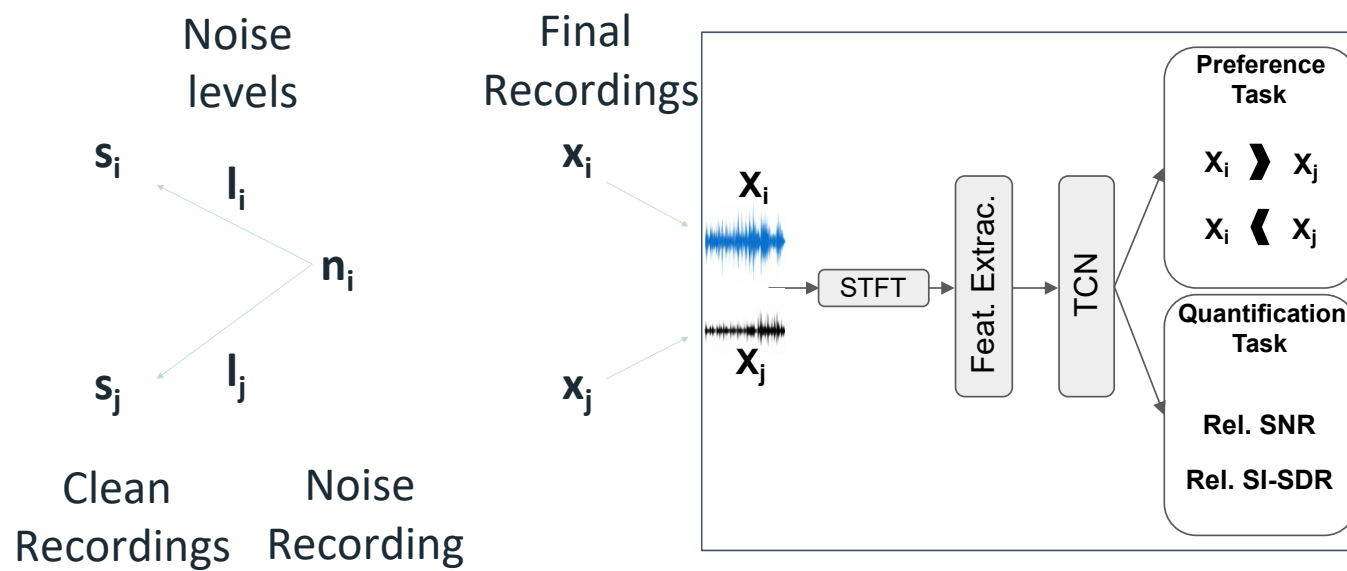 Noise
levels
Final
Recordings
s_i
l_i
x_i
n_i
s_j
l_j
x_j
Clean
Recordings
Noise
Recording
X_i
X_j
STFT
Feat. Extrac.
TCN
Preference
Task
X_i > X_j
X_i < X_j
Quantification
Task
Rel. SNR
Rel. SI-SDR